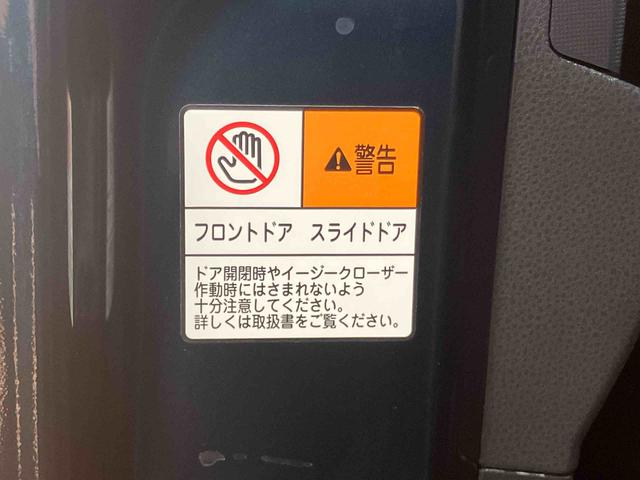 警告
フロントドア スライドドア
ドア開閉時やイージークローザー
作動時にはさまれないよう
十分注意してください。
詳しくは取扱書をご覧ください。